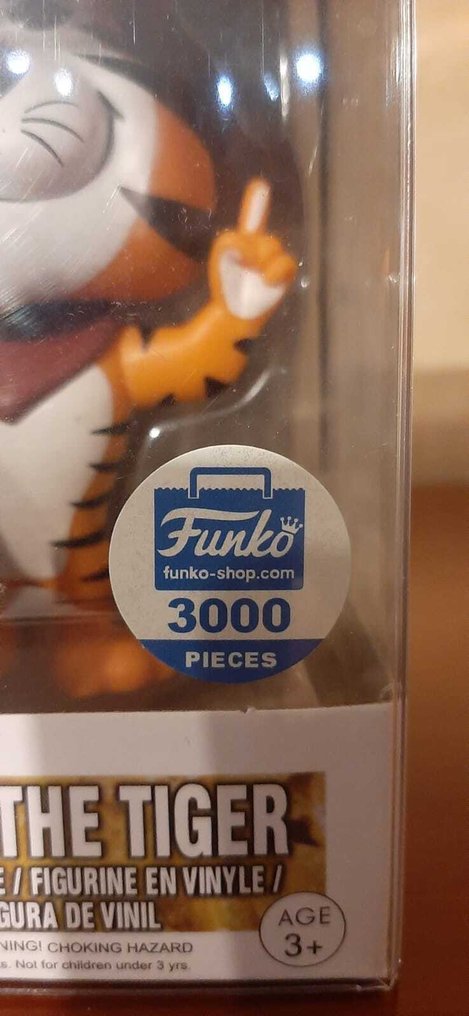 Funko
funko-shop.com
3000
PIECES
THE TIGER
E / FIGURINE EN VINYLE /
GURA DE VINIL
NING! CHOKING HAZARD
s. Not for children under 3 yrs.
AGE
3+